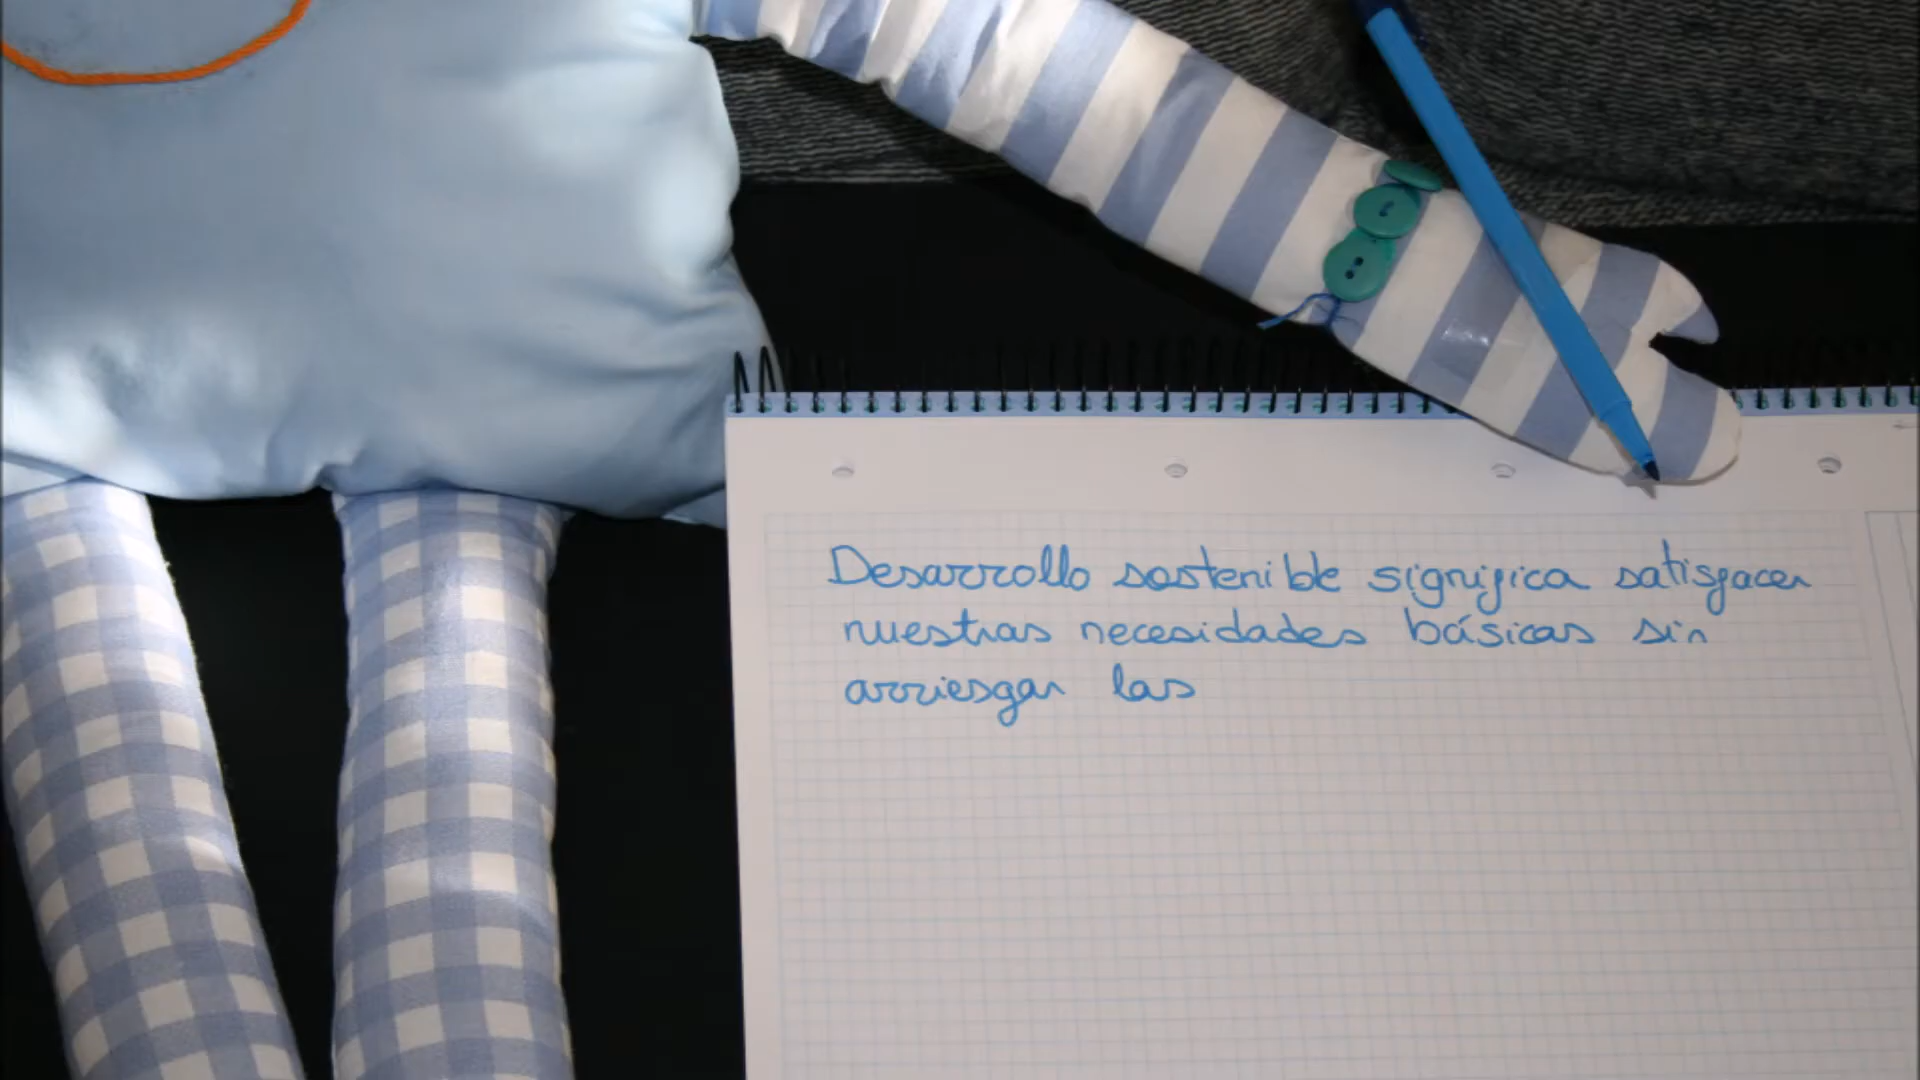 Desarrollo sostenible significa satisfacer
nuestras necesidades básicas sin
arriesgar las